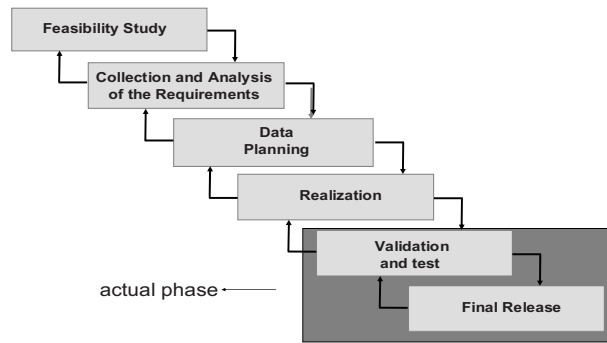 Feasibility Study
Collection and Analysis
of the Requirements
Data
Planning
Realization
Validation
and test
actual phase
Final Release